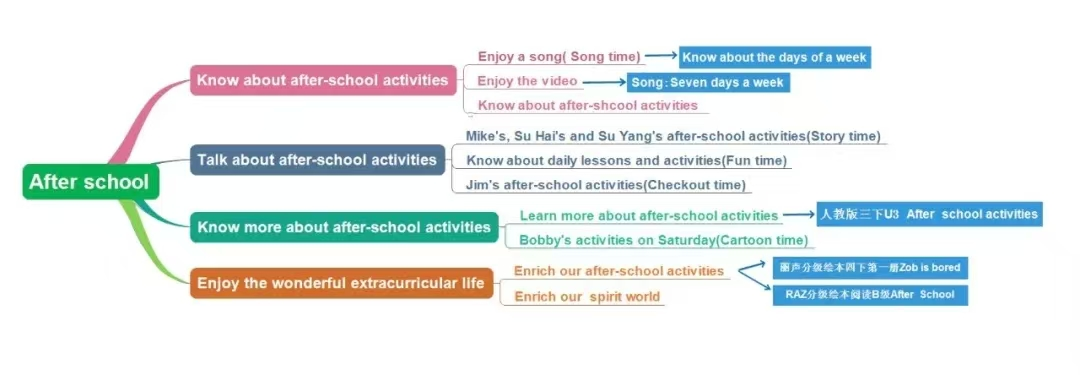 After school
Know about after-school activities
Enjoy a song( Song time)
Know about the days of a week
Enjoy the video
Song:Seven days a week
Know about after-shcool activities
Talk about after-school activities
Mike's, Su Hai's and Su Yang's after-school activities(Story time)
Know about daily lessons and activities(Fun time)
Jim's after-school activities(Checkout time)
Know more about after-school activities
Learn more about after-school activities
人教版三下U3 After school activities
Bobby's activities on Saturday(Cartoon time)
Enjoy the wonderful extracurricular life
Enrich our after-school activities
丽声分级绘本四下第一册Zob is bored
RAZ分级绘本阅读B级After School
Enrich our spirit world